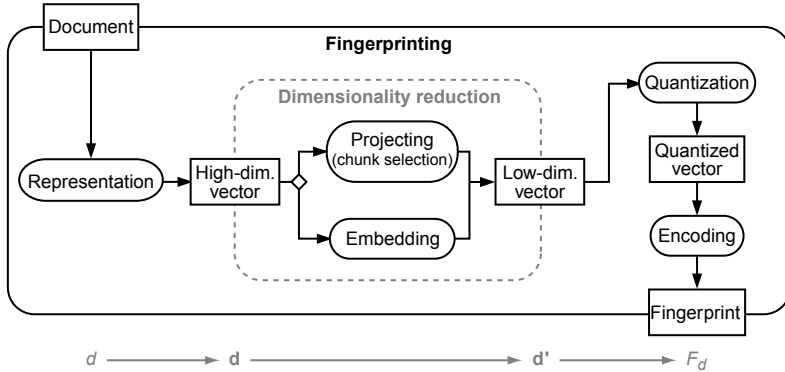 Document
Fingerprinting
Dimensionality reduction
Quantization
Projecting
(chunk selection)
Representation
High-dim.
vector
Low-dim.
vector
Quantized
vector
Embedding
Encoding
Fingerprint
d
d
d'
F_d